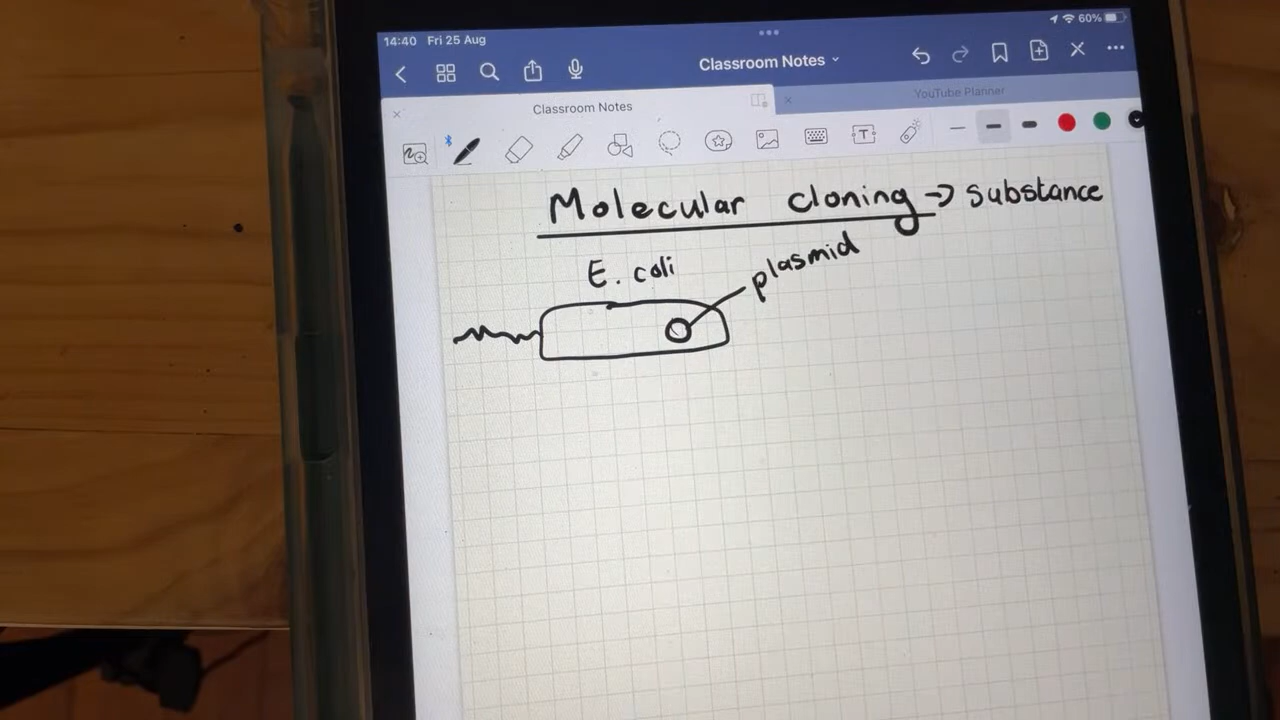 14:40 Fri 25 Aug 60%
Classroom Notes
Classroom Notes YouTube Planner
T
Molecular cloning → substance
E. coli
plasmid